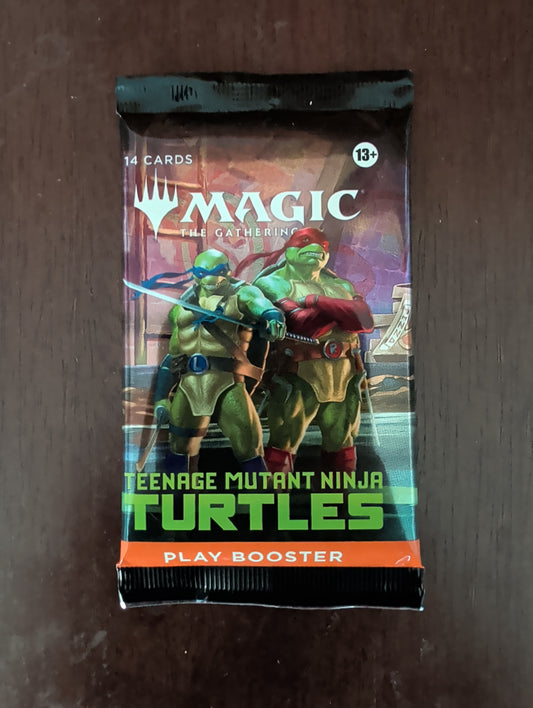 14 CARDS
13+
MAGIC
THE GATHERING
TEENAGE MUTANT NINJA
TURTLES
PLAY BOOSTER